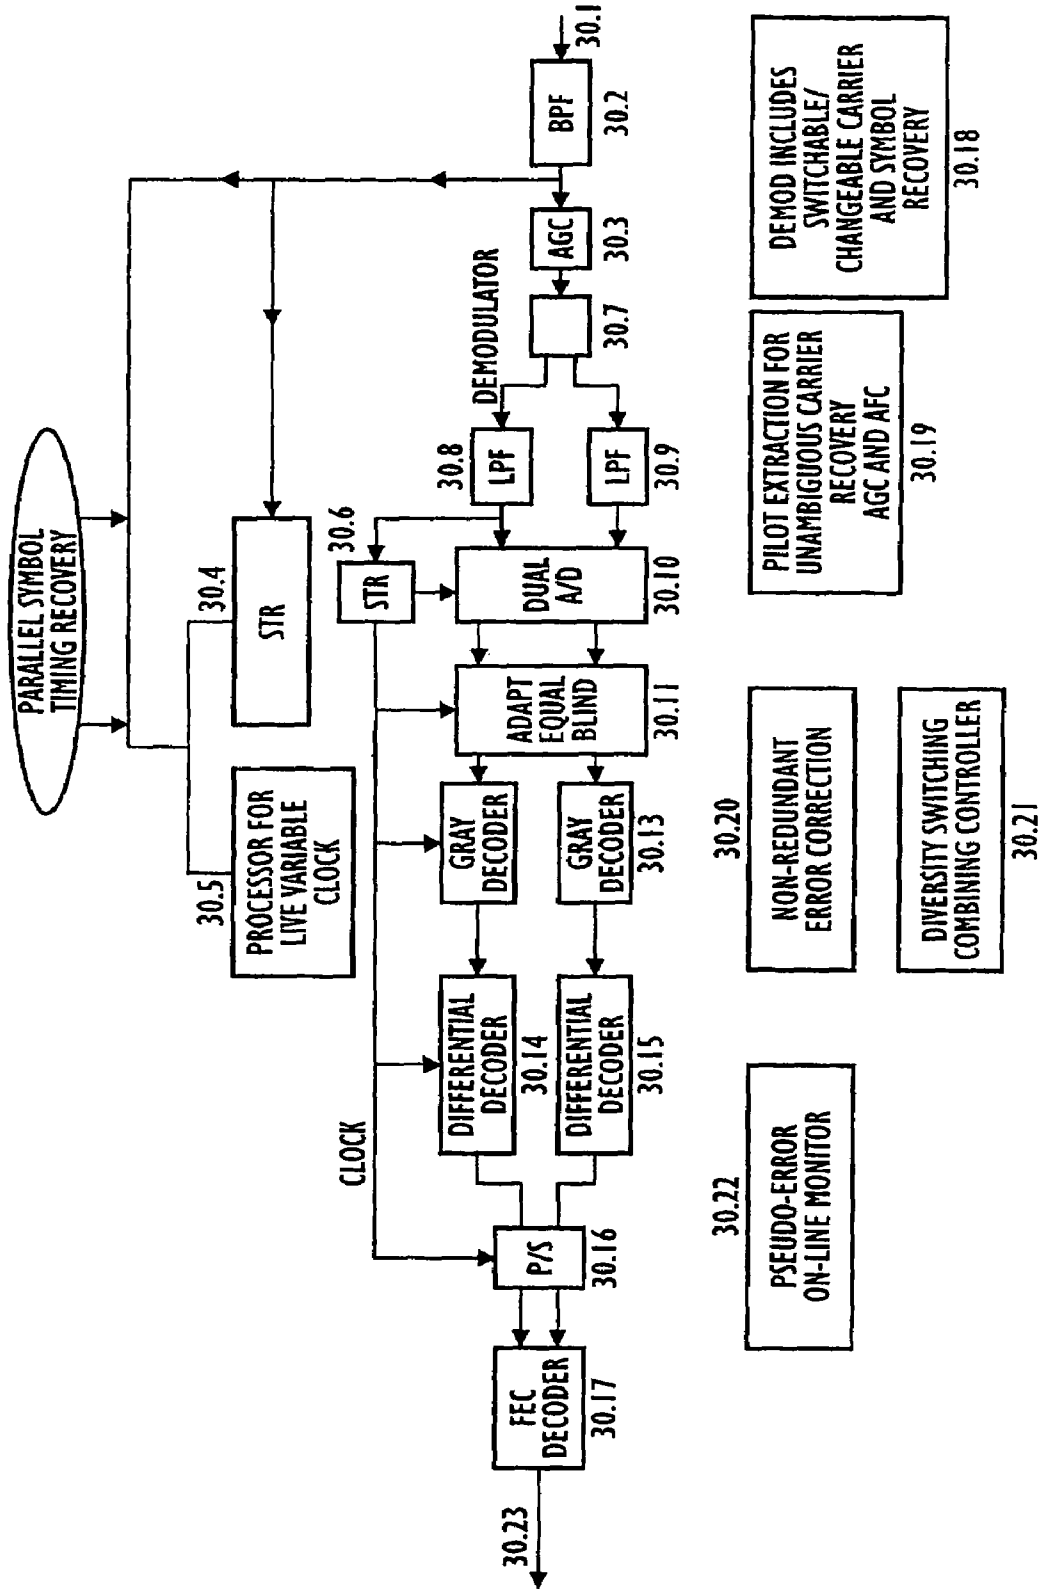 PARALLEL SYMBOL
TIMING RECOVERY
30.5
PROCESSOR FOR
LIVE VARIABLE
CLOCK
30.4
STR
CLOCK
STR
30.6
30.8
LPF
DEMODULATOR
LPF
30.9
30.7
AGC
30.3
BPF
30.2
30.1
DUAL
A/D
30.10
ADAPT
EQUAL
BLIND
30.11
GRAY
DECODER
GRAY
DECODER
30.13
DIFFERENTIAL
DECODER
30.14
DIFFERENTIAL
DECODER
30.15
P/S
30.16
FEC
DECODER
30.17
30.23
30.22
PSEUDO-ERROR
ON-LINE MONITOR
30.20
NON-REDUNDANT
ERROR CORRECTION
DIVERSITY SWITCHING
COMBINING CONTROLLER
30.21
PILOT EXTRACTION FOR
UNAMBIGUOUS CARRIER
RECOVERY
AGC AND AFC
30.19
DEMOD INCLUDES
SWITCHABLE/
CHANGEABLE CARRIER
AND SYMBOL
RECOVERY
30.18